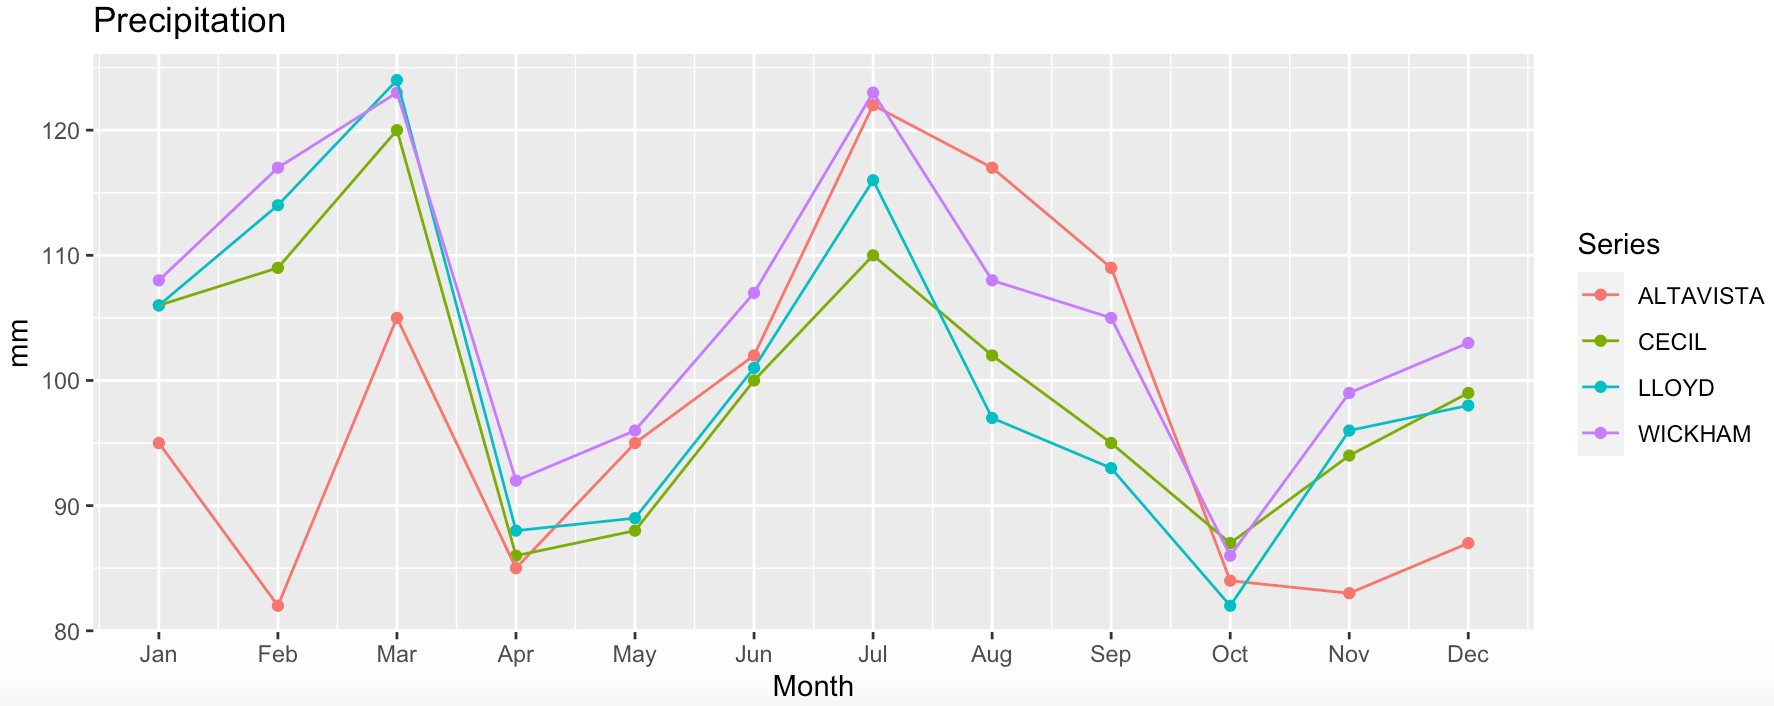 Precipitation
120
110
100
90
80
mm
Jan Feb Mar Apr May Jun Jul Aug Sep Oct Nov Dec
Month
Series
ALTAVISTA
CECIL
LLOYD
WICKHAM